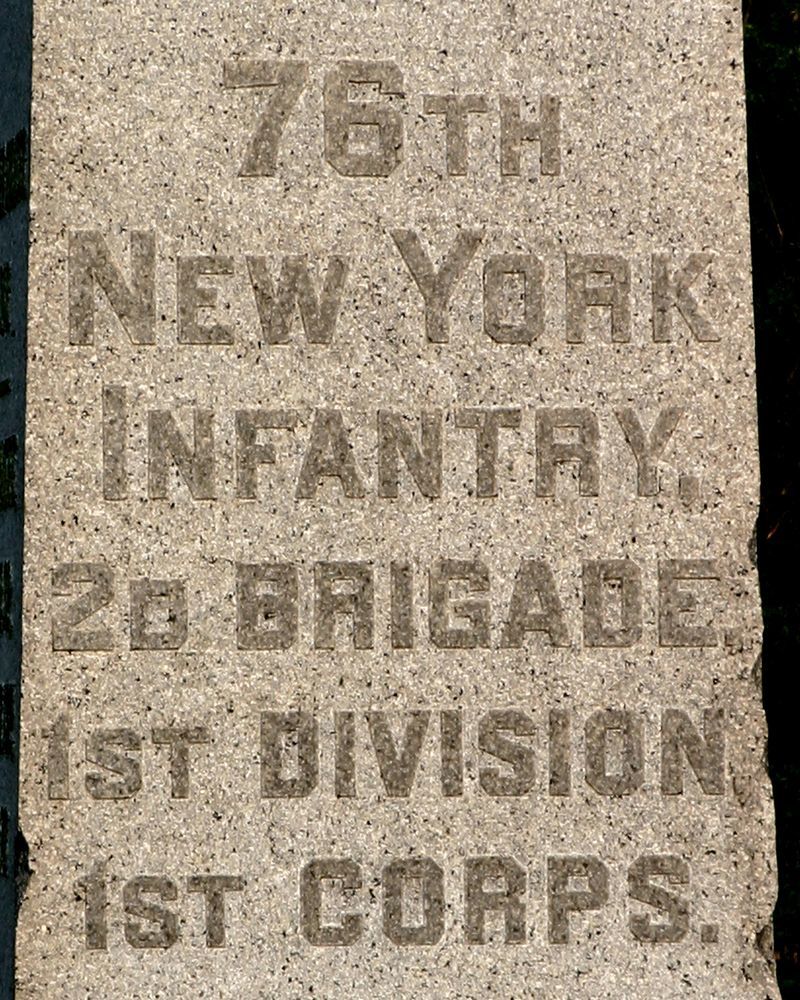 76TH
NEW YORK
INFANTRY.
2D BRIGADE.
1ST DIVISION.
1ST CORPS.